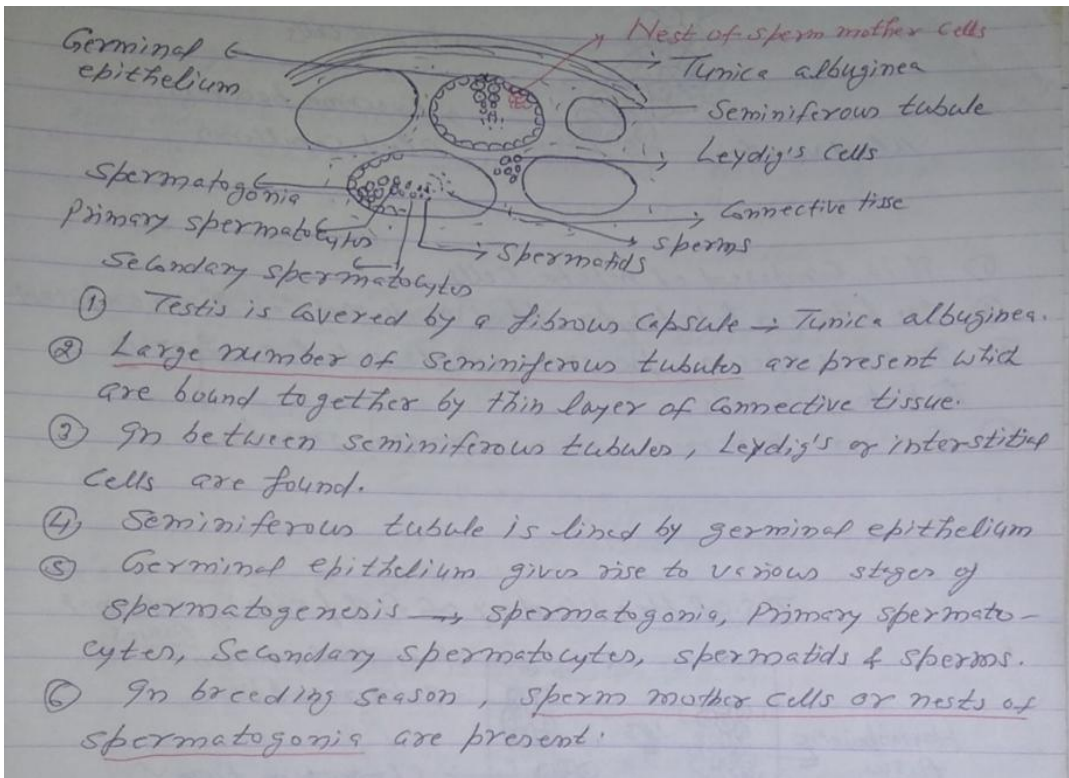 Germinal
epithelium
Nest of sperm mother cells
Tunica albuginea
Seminiferous tubule
Leydig's cells
Spermatogonia
Primary spermatocytes
Secondary spermatocytes
Connective tisse
sperms
Spermatids
① Testis is covered by a fibrous capsule → Tunica albuginea.
② Large number of seminiferous tubules are present which
are bound together by thin layer of connective tissue.
③ In between seminiferous tubules, Leydig's or interstitial
cells are found.
④ Seminiferous tubule is lined by germinal epithelium
⑤ Germinal epithelium gives rise to various stages of
spermatogenesis → spermatogonia, Primary spermato-
cytes, Secondary spermatocytes, spermatids & sperms.
⑥ In breeding season, sperm mother cells or nests of
spermatogonia are present.